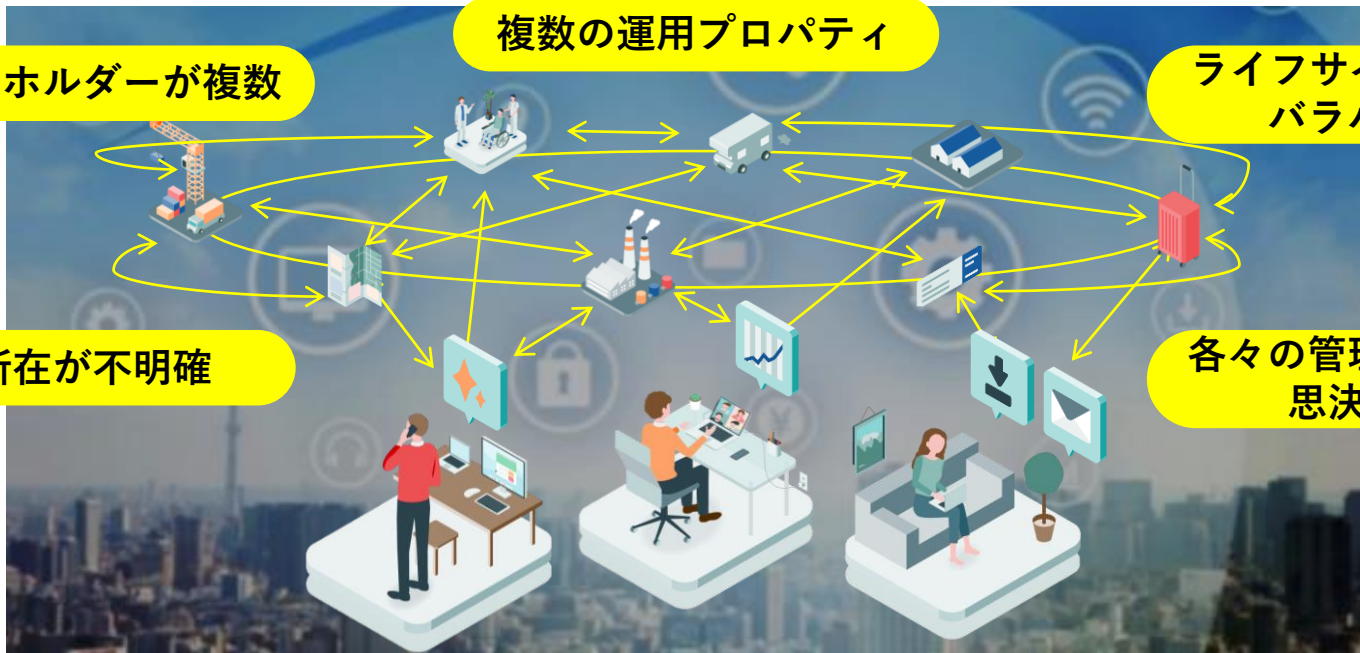 複数の運用プロパティ
ホルダーが複数
ライフサイ
バラバ
所在が不明確
各々の管理
思決